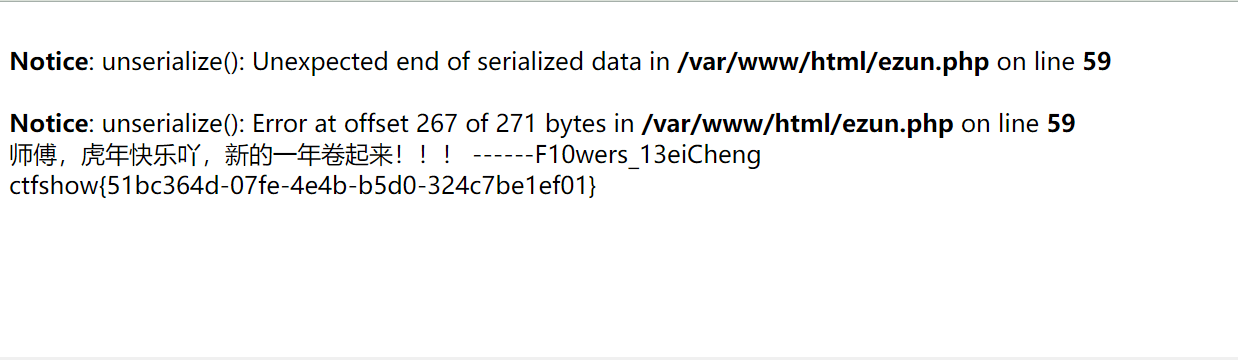 Notice: unserialize(): Unexpected end of serialized data in /var/www/html/ezun.php on line 59
Notice: unserialize(): Error at offset 267 of 271 bytes in /var/www/html/ezun.php on line 59
师傅，虎年快乐吖，新的一年卷起来！！！ ------F10wers_13eiCheng
ctfshow{51bc364d-07fe-4e4b-b5d0-324c7be1ef01}